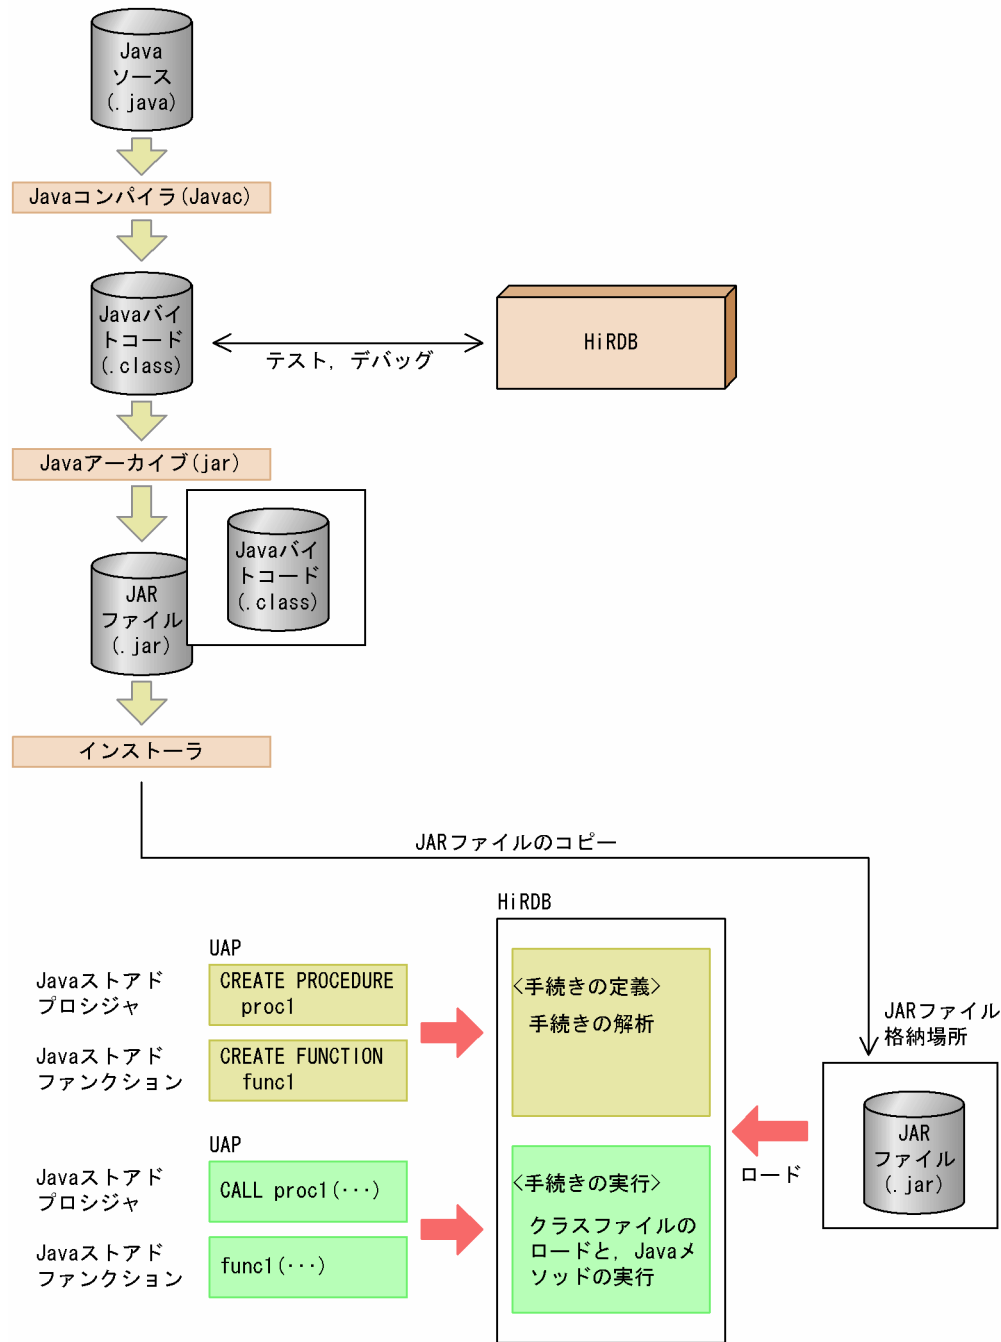 Java
ソース
(.java)
Javaコンパイラ(Javac)
Javaバイ
トコード
(.class)
テスト，デバッグ
HiRDB
Javaアーカイブ(jar)
Javaバイ
トコード
(.class)
JAR
ファイル
(.jar)
インストーラ
JARファイルのコピー
HiRDB
UAP
Javaストアド
プロシジャ
CREATE PROCEDURE
proc1
Javaストアド
ファンクション
CREATE FUNCTION
func1
<手続きの定義>
手続きの解析
JARファイル
格納場所
JAR
ファイル
(.jar)
ロード
UAP
Javaストアド
プロシジャ
CALL proc1(・・・)
Javaストアド
ファンクション
func1(・・・)
<手続きの実行>
クラスファイルの
ロードと，Javaメ
ソッドの実行